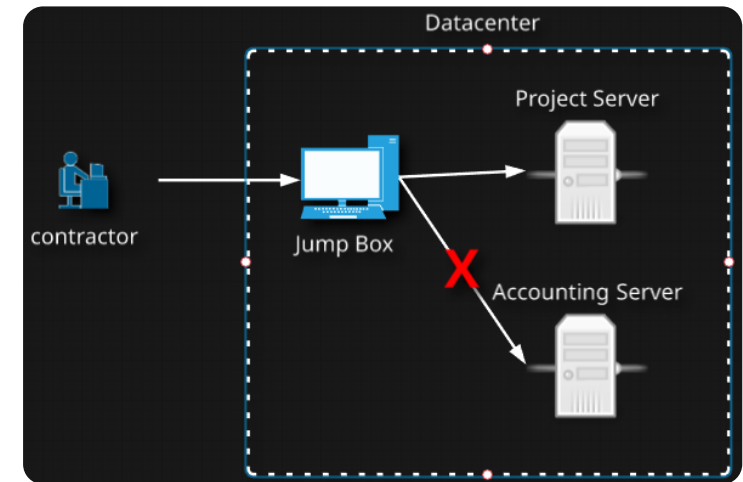 Datacenter
Project Server
contractor
Jump Box
X
Accounting Server